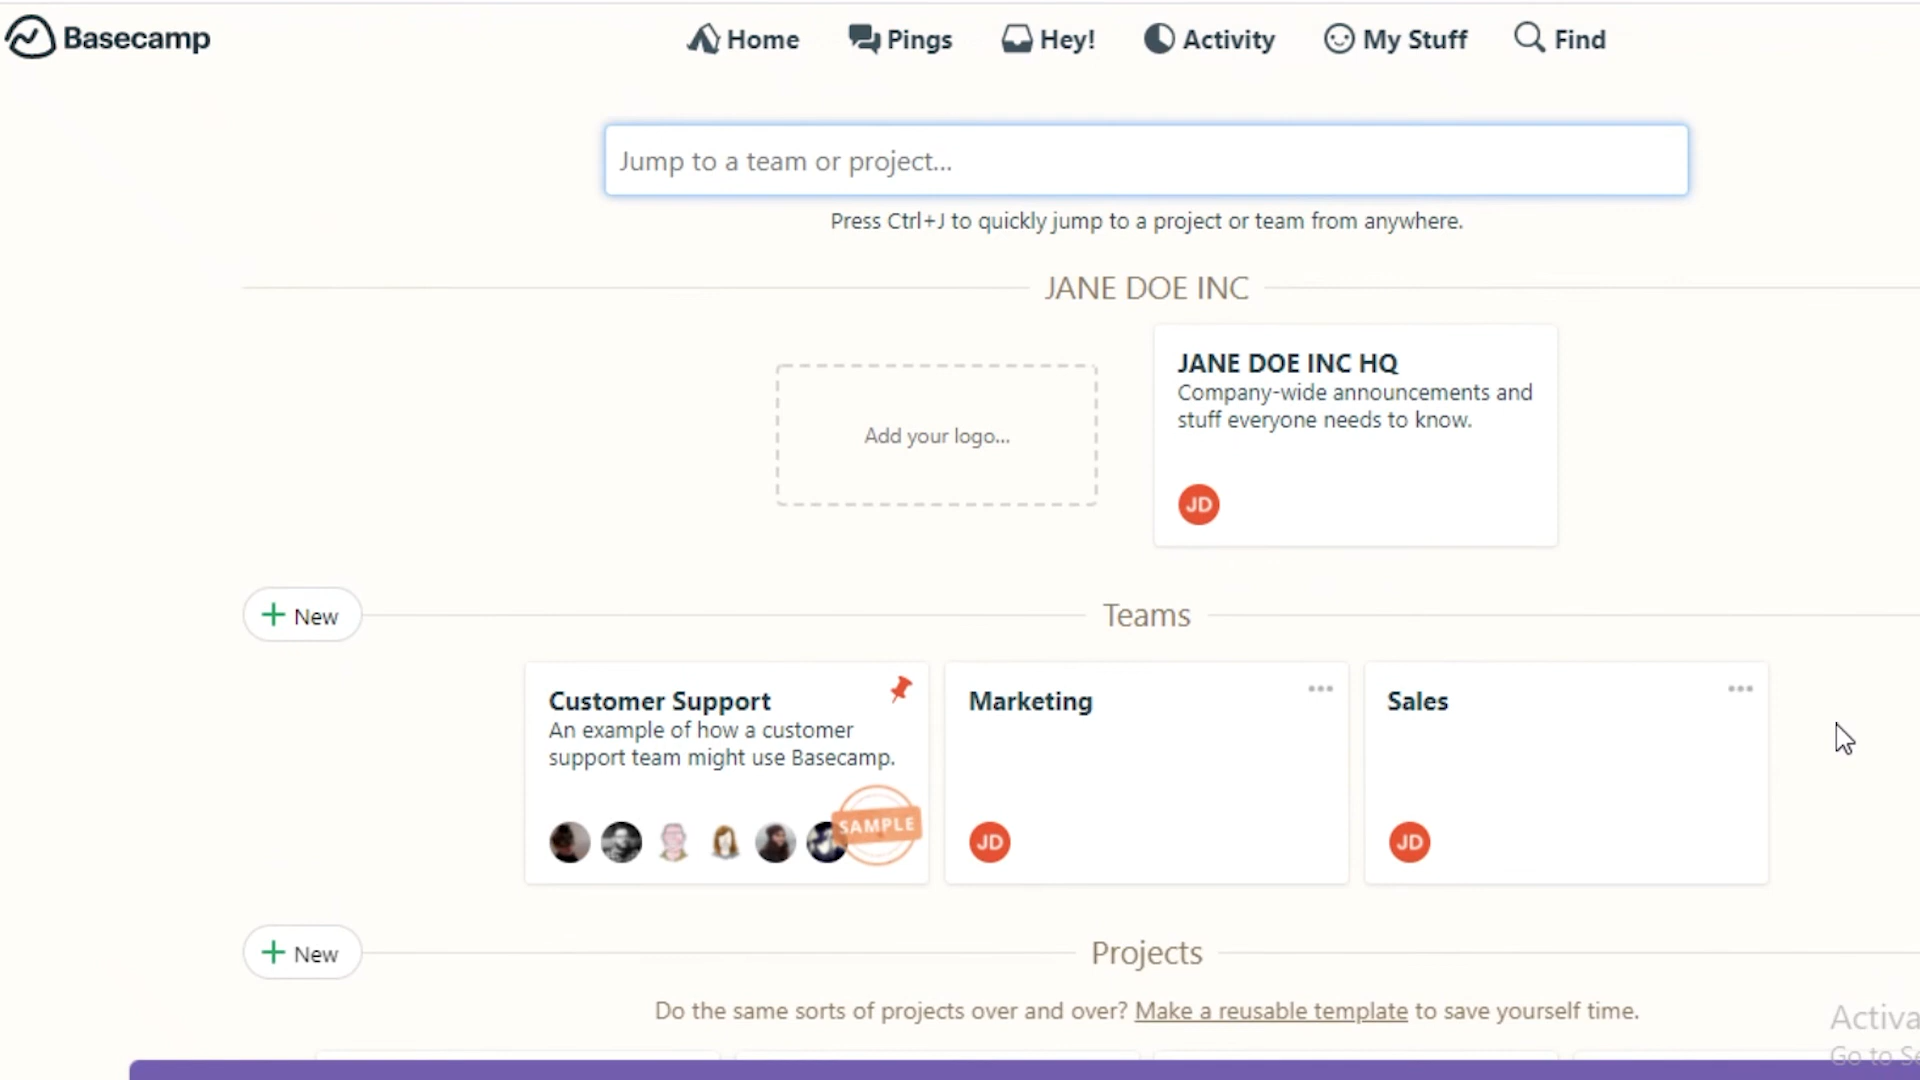 Basecamp
Home
Pings
Hey!
Activity
My Stuff
Find
Jump to a team or project...
Press Ctrl+J to quickly jump to a project or team from anywhere.
JANE DOE INC
Add your logo...
JANE DOE INC HQ
Company-wide announcements and
stuff everyone needs to know.
JD
New
Teams
Customer Support
An example of how a customer
support team might use Basecamp.
SAMPLE
Marketing
JD
Sales
JD
New
Projects
Do the same sorts of projects over and over? Make a reusable template to save yourself time.
Activa
Go to Se